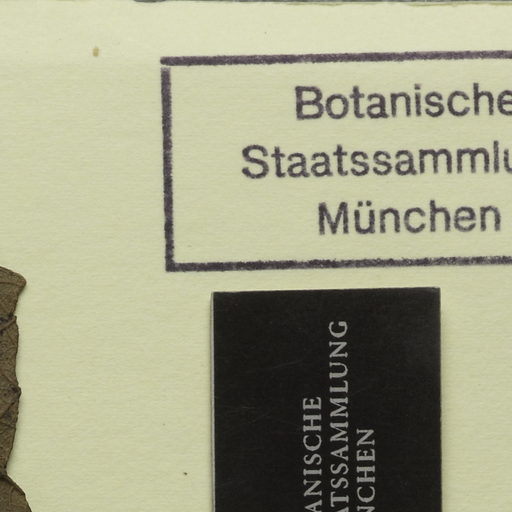 Botanische
Staatssammlu
München
ANISCHE
ATSSAMMLUNG
NCHEN